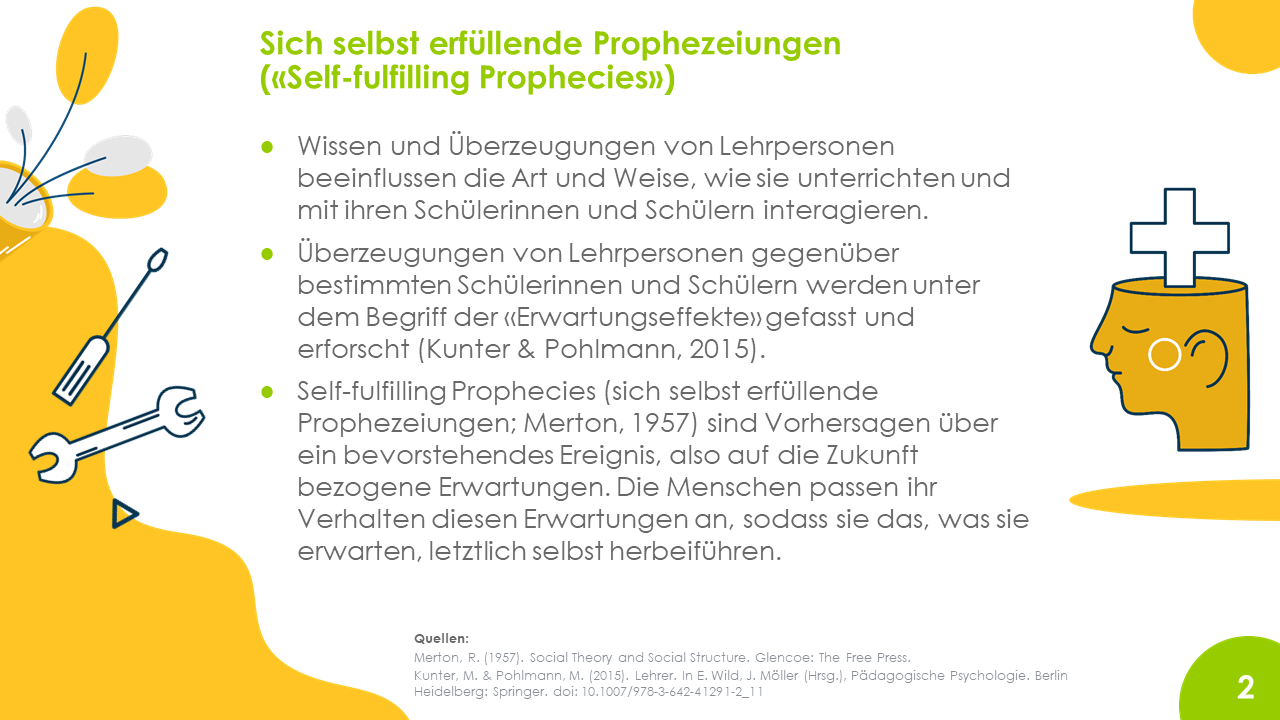 Sich selbst erfüllende Prophezeiungen
(«Self-fulfilling Prophecies»)
● Wissen und Überzeugungen von Lehrpersonen
beeinflussen die Art und Weise, wie sie unterrichten und
mit ihren Schülerinnen und Schülern interagieren.
● Überzeugungen von Lehrpersonen gegenüber
bestimmten Schülerinnen und Schülern werden unter
dem Begriff der «Erwartungseffekte» gefasst und
erforscht (Kunter & Pohlmann, 2015).
● Self-fulfilling Prophecies (sich selbst erfüllende
Prophezeiungen; Merton, 1957) sind Vorhersagen über
ein bevorstehendes Ereignis, also auf die Zukunft
bezogene Erwartungen. Die Menschen passen ihr
Verhalten diesen Erwartungen an, sodass sie das, was sie
erwarten, letztlich selbst herbeiführen.
Quellen:
Merton, R. (1957). Social Theory and Social Structure. Glencoe: The Free Press.
Kunter, M. & Pohlmann, M. (2015). Lehrer. In E. Wild, J. Möller (Hrsg.), Pädagogische Psychologie. Berlin
Heidelberg: Springer. doi: 10.1007/978-3-642-41291-2_11
2